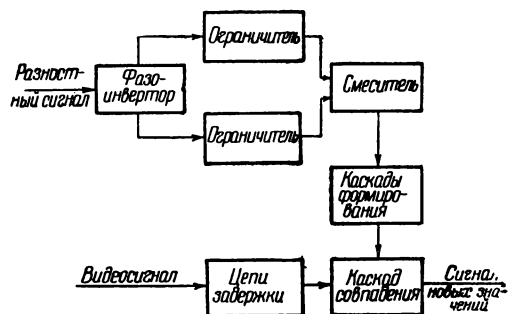 Ограничитель
Разност-
ный сигнал
Фазо-
инвертор
Смеситель
Ограничитель
Каскады
формиро-
вания
Видеосигнал
Цепи
задержки
Каскад
совпадения
Сигнал
новых зна-
чений